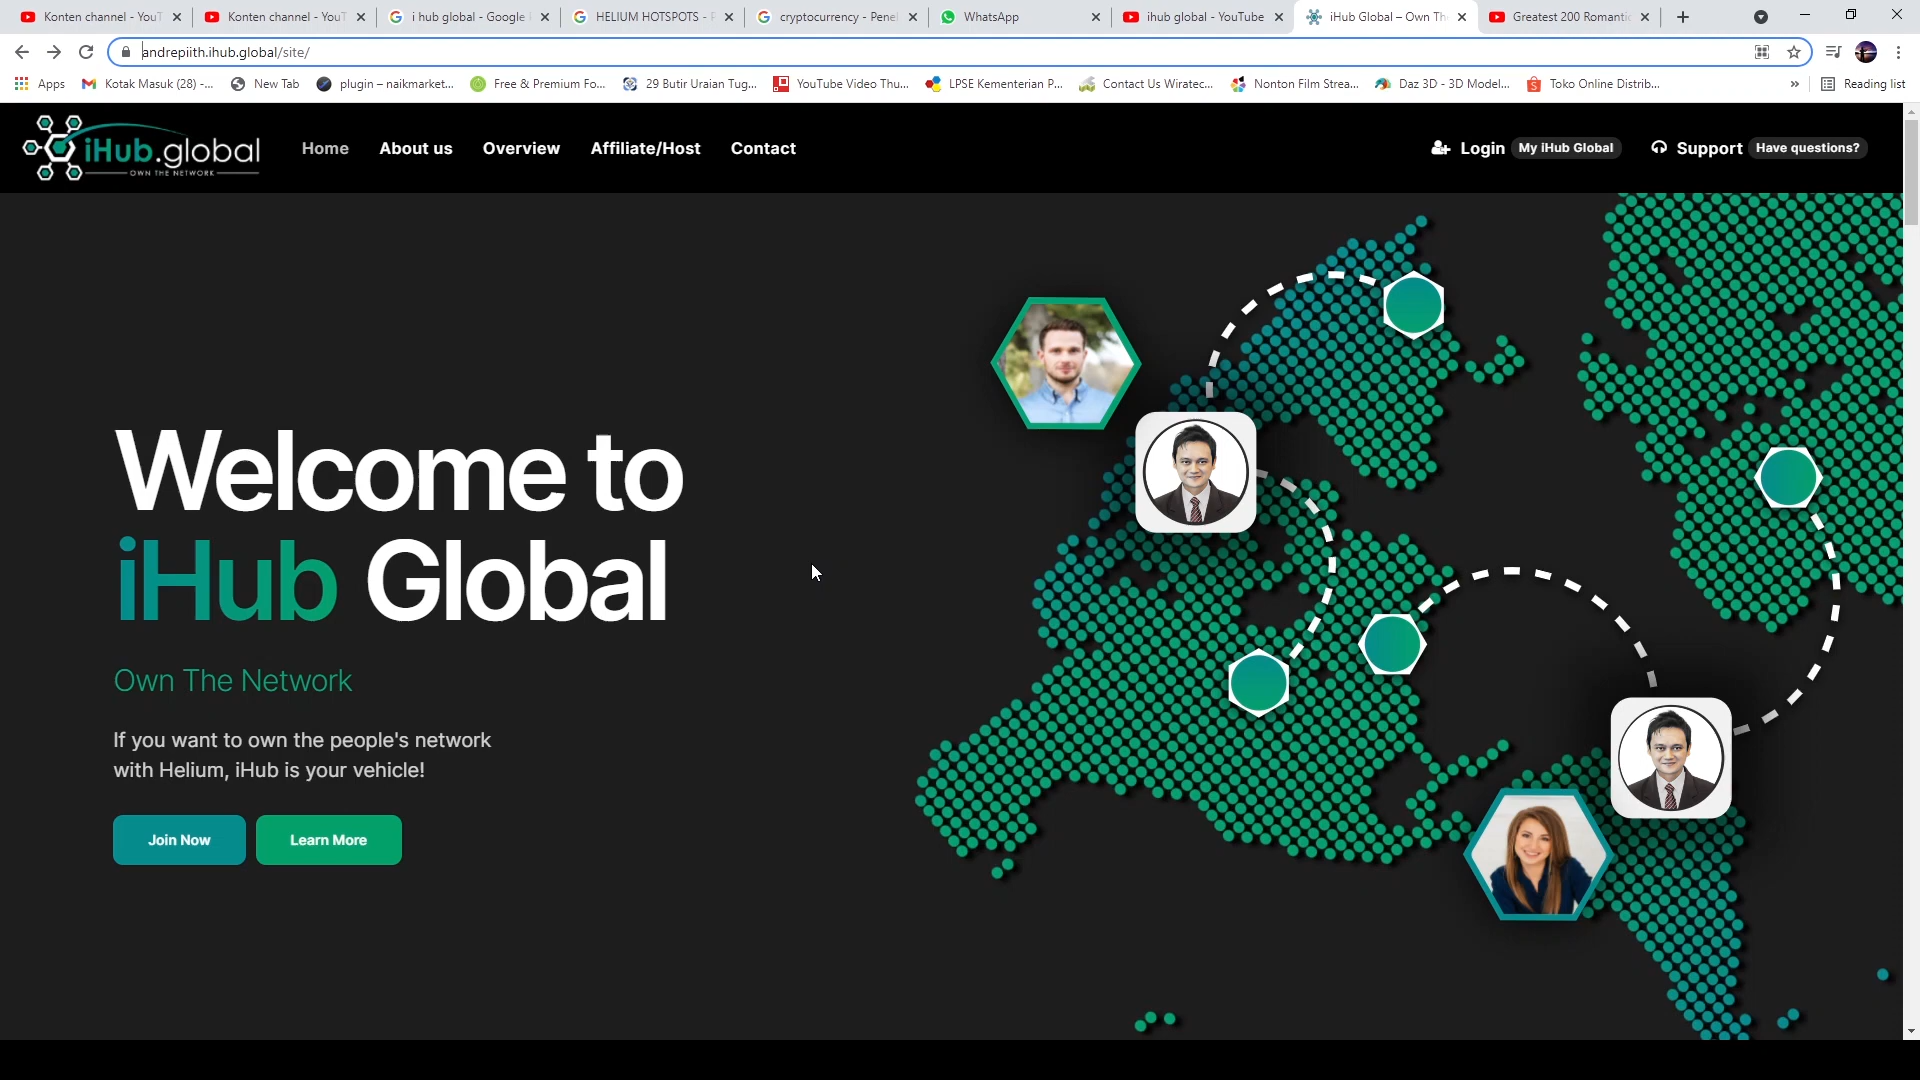 Konten channel - YouT
Konten channel - YouT
i hub global - Google
HELIUM HOTSPOTS - P
cryptocurrency - Penel
WhatsApp
ihub global - YouTube
iHub Global – Own Th
Greatest 200 Romantic
andrepiith.ihub.global/site/
Apps
Kotak Masuk (28) -...
New Tab
plugin – naikmarket...
Free & Premium Fo...
29 Butir Uraian Tug...
YouTube Video Thu...
LPSE Kementerian P...
Contact Us Wiratec...
Nonton Film Strea...
Daz 3D - 3D Model...
Toko Online Distrib...
»
Reading list
iHub.global
OWN THE NETWORK
Home
About us
Overview
Affiliate/Host
Contact
Login My iHub Global
Support Have questions?
Welcome to
iHub Global
Own The Network
If you want to own the people's network
with Helium, iHub is your vehicle!
Join Now
Learn More